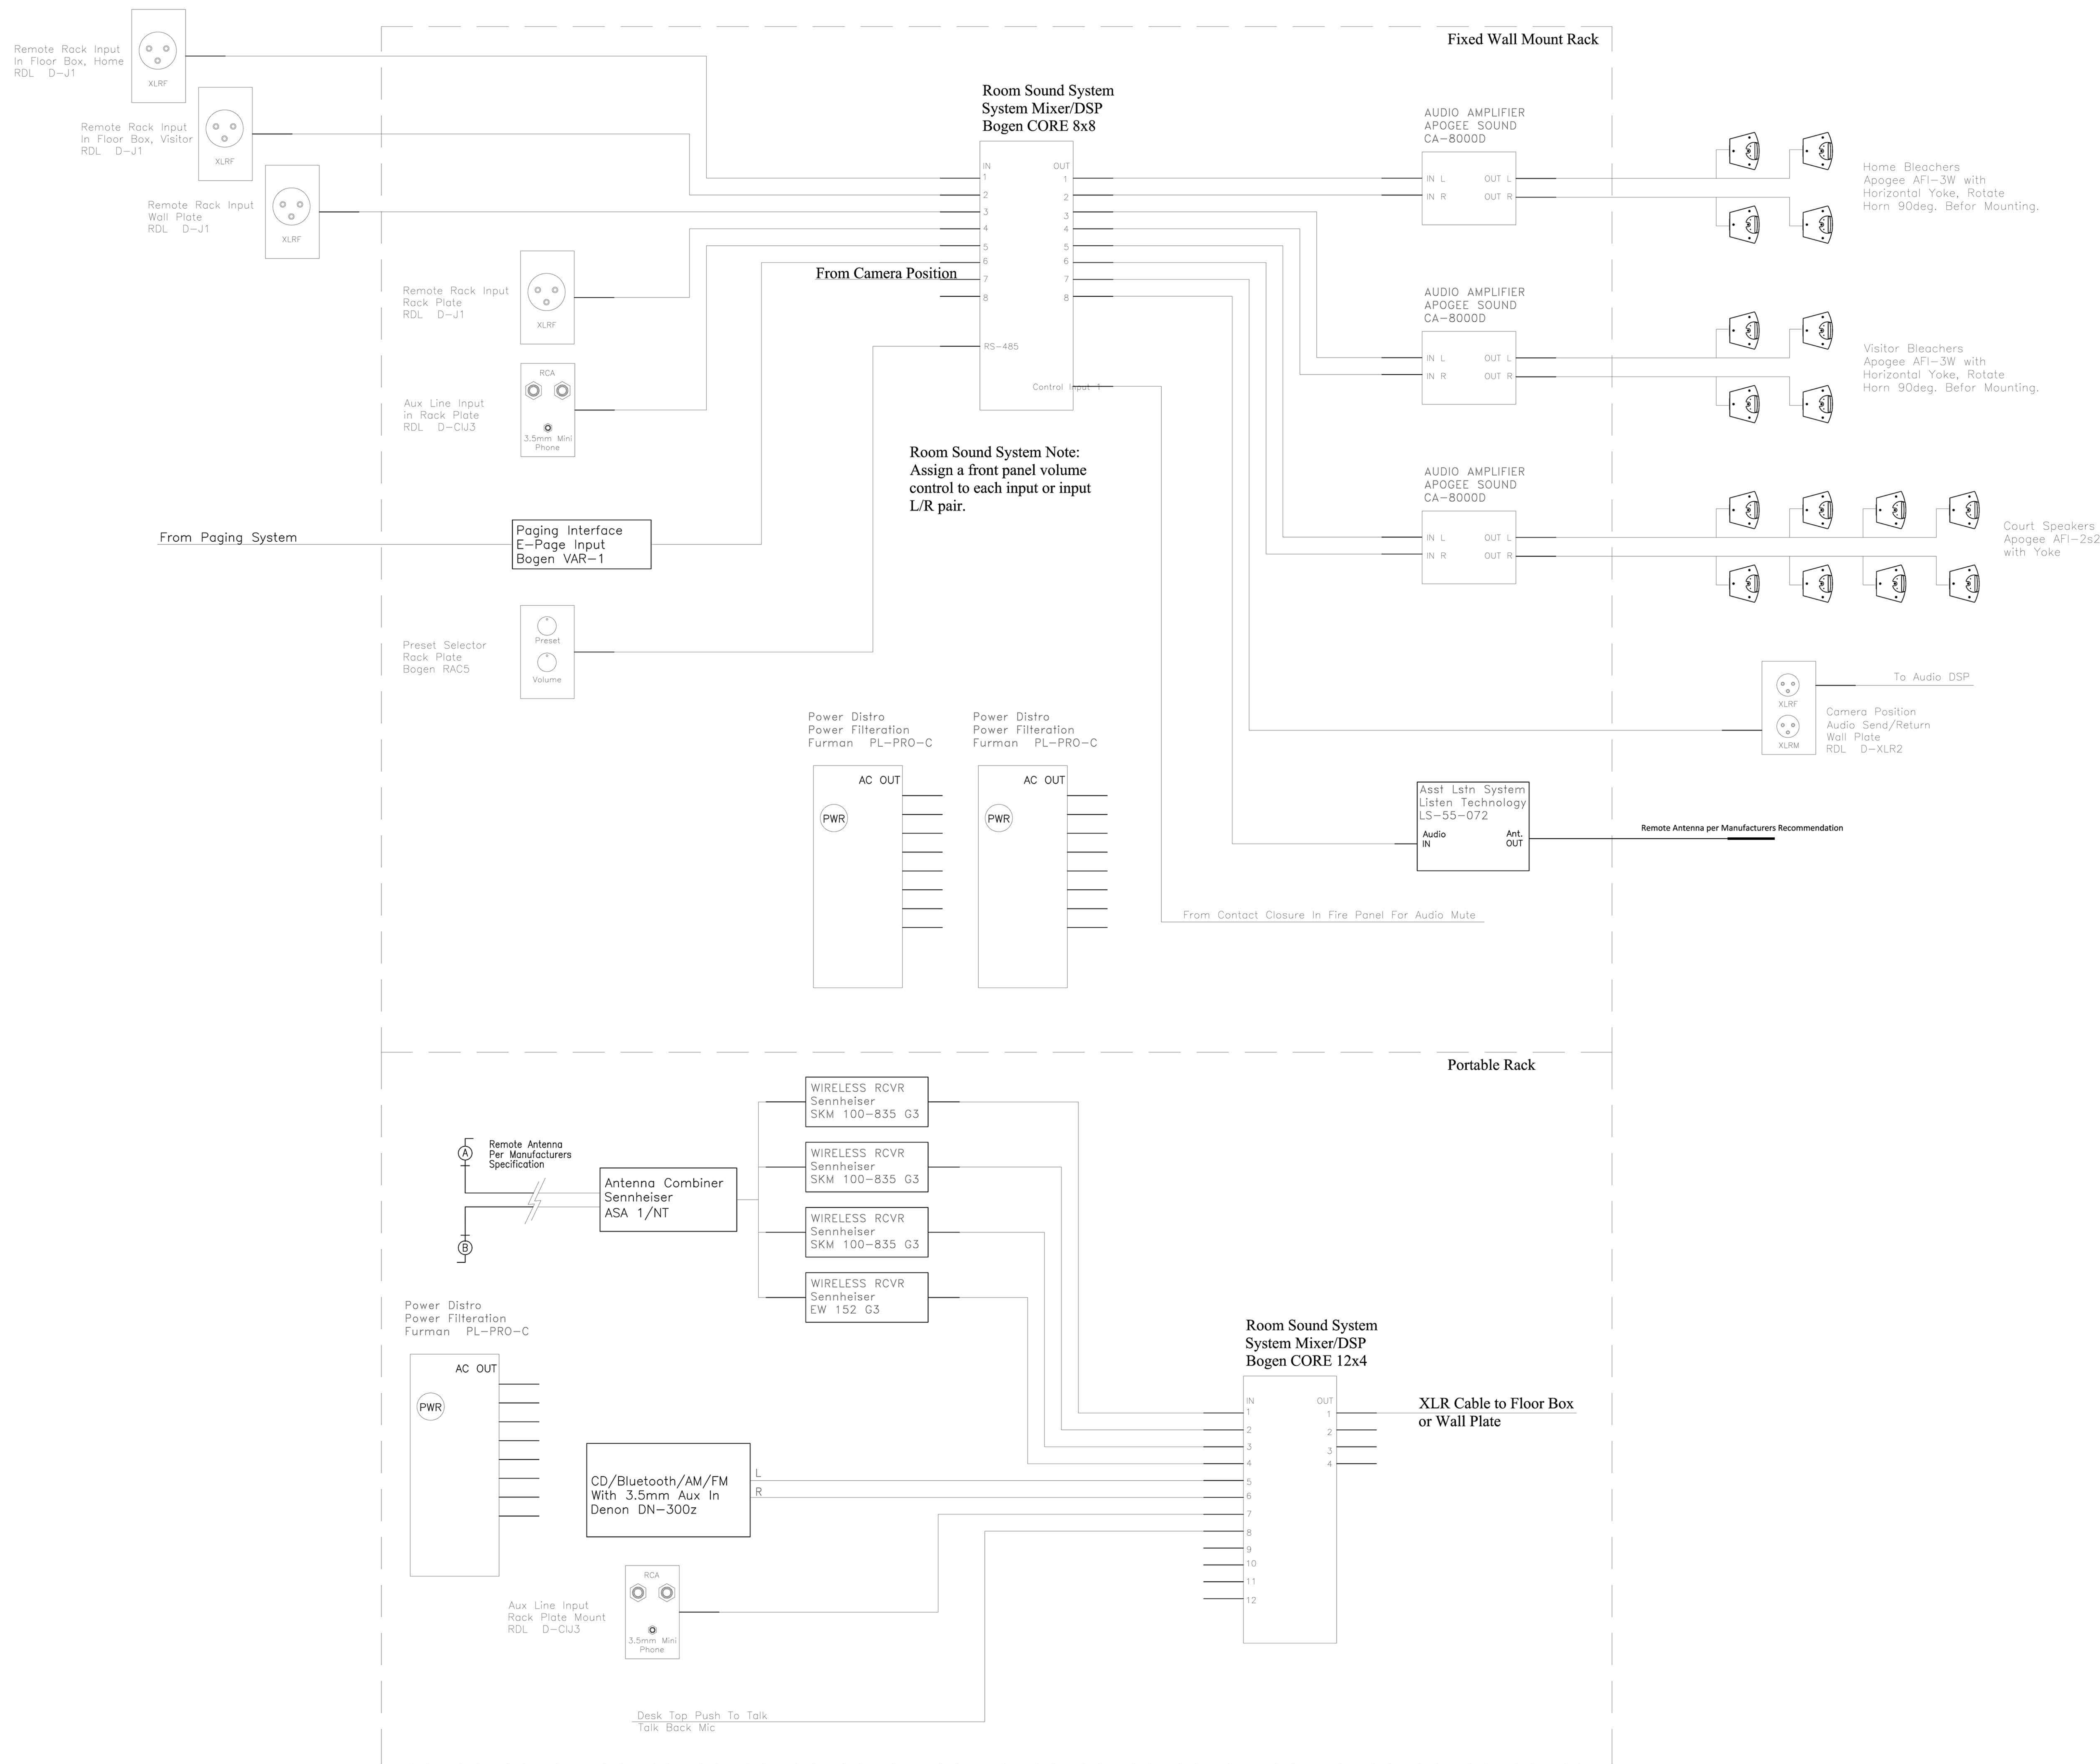 Fixed Wall Mount Rack
Remote Rack Input
In Floor Box, Home
RDL D-J1
XLRF
Remote Rack Input
In Floor Box, Visitor
RDL D-J1
XLRF
Remote Rack Input
Wall Plate
RDL D-J1
XLRF
Remote Rack Input
Rack Plate
RDL D-J1
XLRF
Aux Line Input
in Rack Plate
RDL D-CIJ3
RCA
3.5mm Mini
Phone
From Paging System
Paging Interface
E-Page Input
Bogen VAR-1
Preset Selector
Rack Plate
Bogen RAC5
Preset
Volume
From Camera Position
Room Sound System
System Mixer/DSP
Bogen CORE 8x8
IN
1
2
3
4
5
6
7
8
RS-485
OUT
1
2
3
4
5
6
7
8
Control Input 1
Room Sound System Note:
Assign a front panel volume
control to each input or input
L/R pair.
AUDIO AMPLIFIER
APOGEE SOUND
CA-8000D
IN L OUT L
IN R OUT R
Home Bleachers
Apogee AFI-3W with
Horizontal Yoke, Rotate
Horn 90deg. Befor Mounting.
AUDIO AMPLIFIER
APOGEE SOUND
CA-8000D
IN L OUT L
IN R OUT R
Visitor Bleachers
Apogee AFI-3W with
Horizontal Yoke, Rotate
Horn 90deg. Befor Mounting.
AUDIO AMPLIFIER
APOGEE SOUND
CA-8000D
IN L OUT L
IN R OUT R
Court Speakers
Apogee AFI-2s2
with Yoke
XLRF
XLRM
To Audio DSP
Camera Position
Audio Send/Return
Wall Plate
RDL D-XLR2
Power Distro
Power Filteration
Furman PL-PRO-C
AC OUT
PWR
Power Distro
Power Filteration
Furman PL-PRO-C
AC OUT
PWR
Asst Lstn System
Listen Technology
LS-55-072
Audio
IN
Ant.
OUT
Remote Antenna per Manufacturers Recommendation
From Contact Closure In Fire Panel For Audio Mute
Portable Rack
A
Remote Antenna
Per Manufacturers
Specification
B
Antenna Combiner
Sennheiser
ASA 1/NT
WIRELESS RCVR
Sennheiser
SKM 100-835 G3
WIRELESS RCVR
Sennheiser
SKM 100-835 G3
WIRELESS RCVR
Sennheiser
SKM 100-835 G3
WIRELESS RCVR
Sennheiser
EW 152 G3
Power Distro
Power Filteration
Furman PL-PRO-C
AC OUT
PWR
CD/Bluetooth/AM/FM
With 3.5mm Aux In
Denon DN-300z
L
R
Aux Line Input
Rack Plate Mount
RDL D-CIJ3
RCA
3.5mm Mini
Phone
Desk Top Push To Talk
Talk Back Mic
Room Sound System
System Mixer/DSP
Bogen CORE 12x4
IN
1
2
3
4
5
6
7
8
9
10
11
12
OUT
1
2
3
4
XLR Cable to Floor Box
or Wall Plate